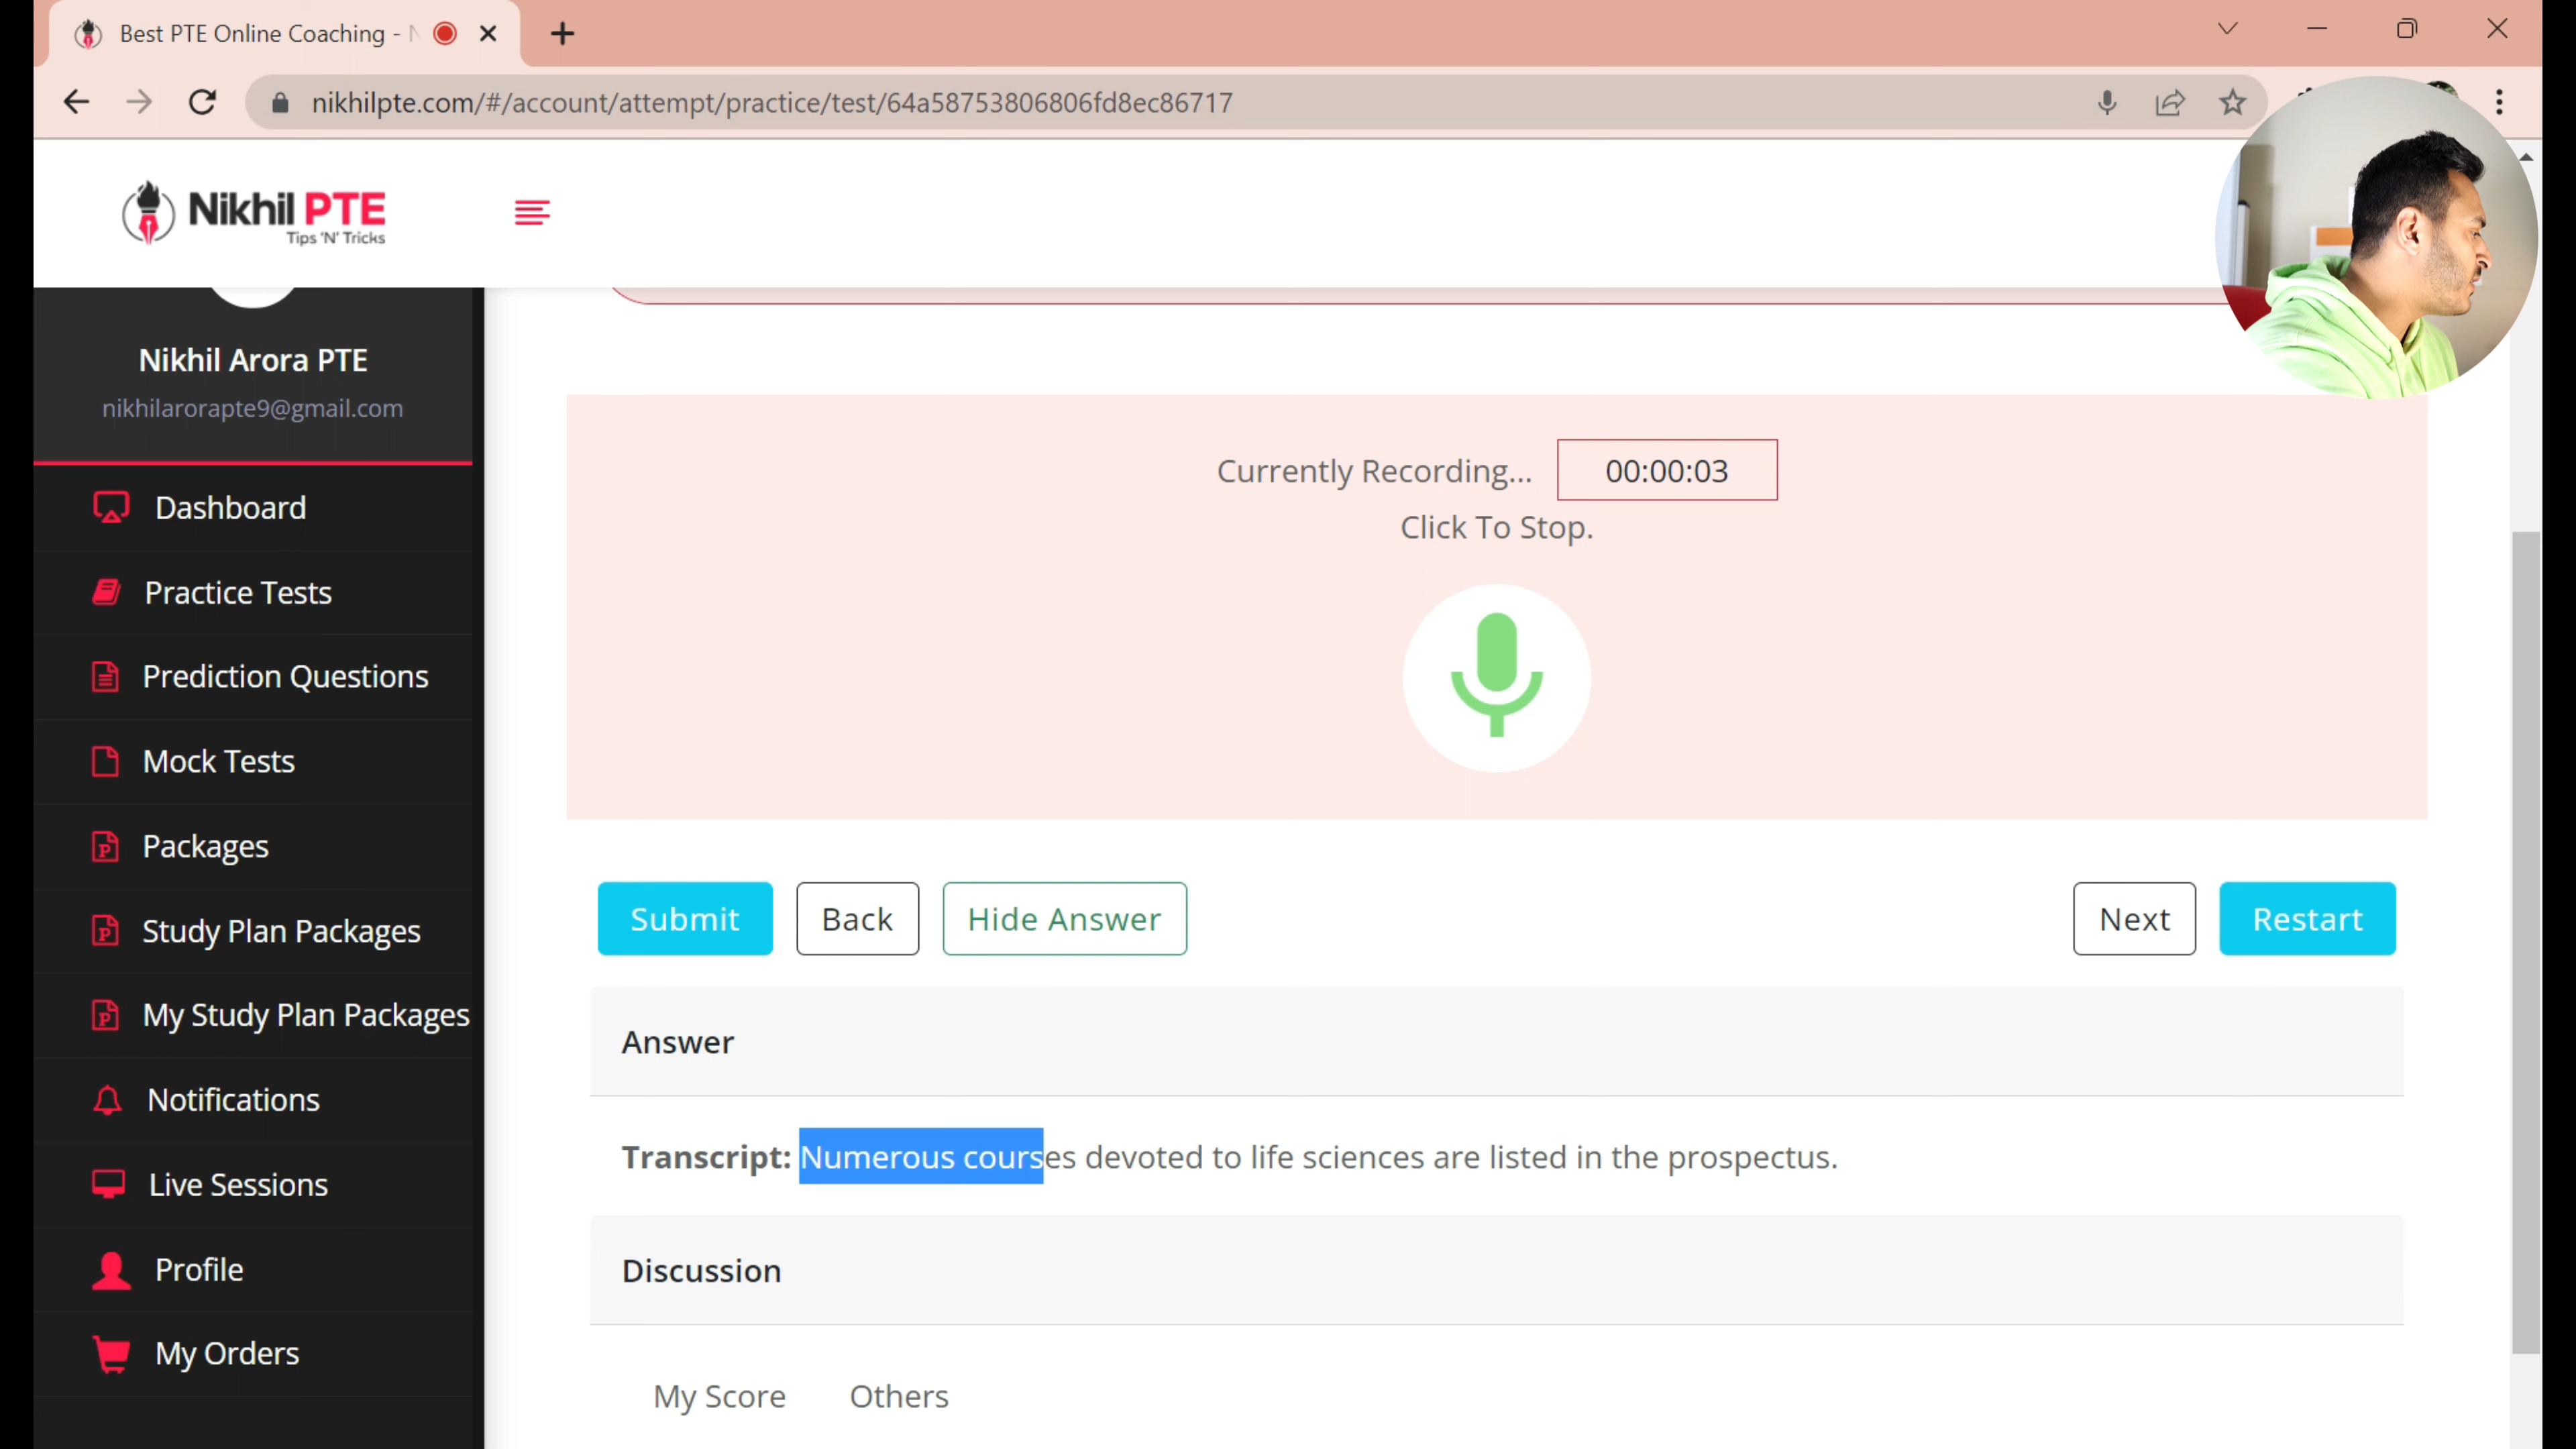 Best PTE Online Coaching -
nikhilpte.com/#/account/attempt/practice/test/64a58753806806fd8ec86717
Nikhil PTE
Tips 'N' Tricks
Nikhil Arora PTE
nikhilarorapte9@gmail.com
Dashboard
Practice Tests
Prediction Questions
Mock Tests
Packages
Study Plan Packages
My Study Plan Packages
Notifications
Live Sessions
Profile
My Orders
Currently Recording... 00:00:03
Click To Stop.
Submit Back Hide Answer Next Restart
Answer
Transcript: Numerous courses devoted to life sciences are listed in the prospectus.
Discussion
My Score Others